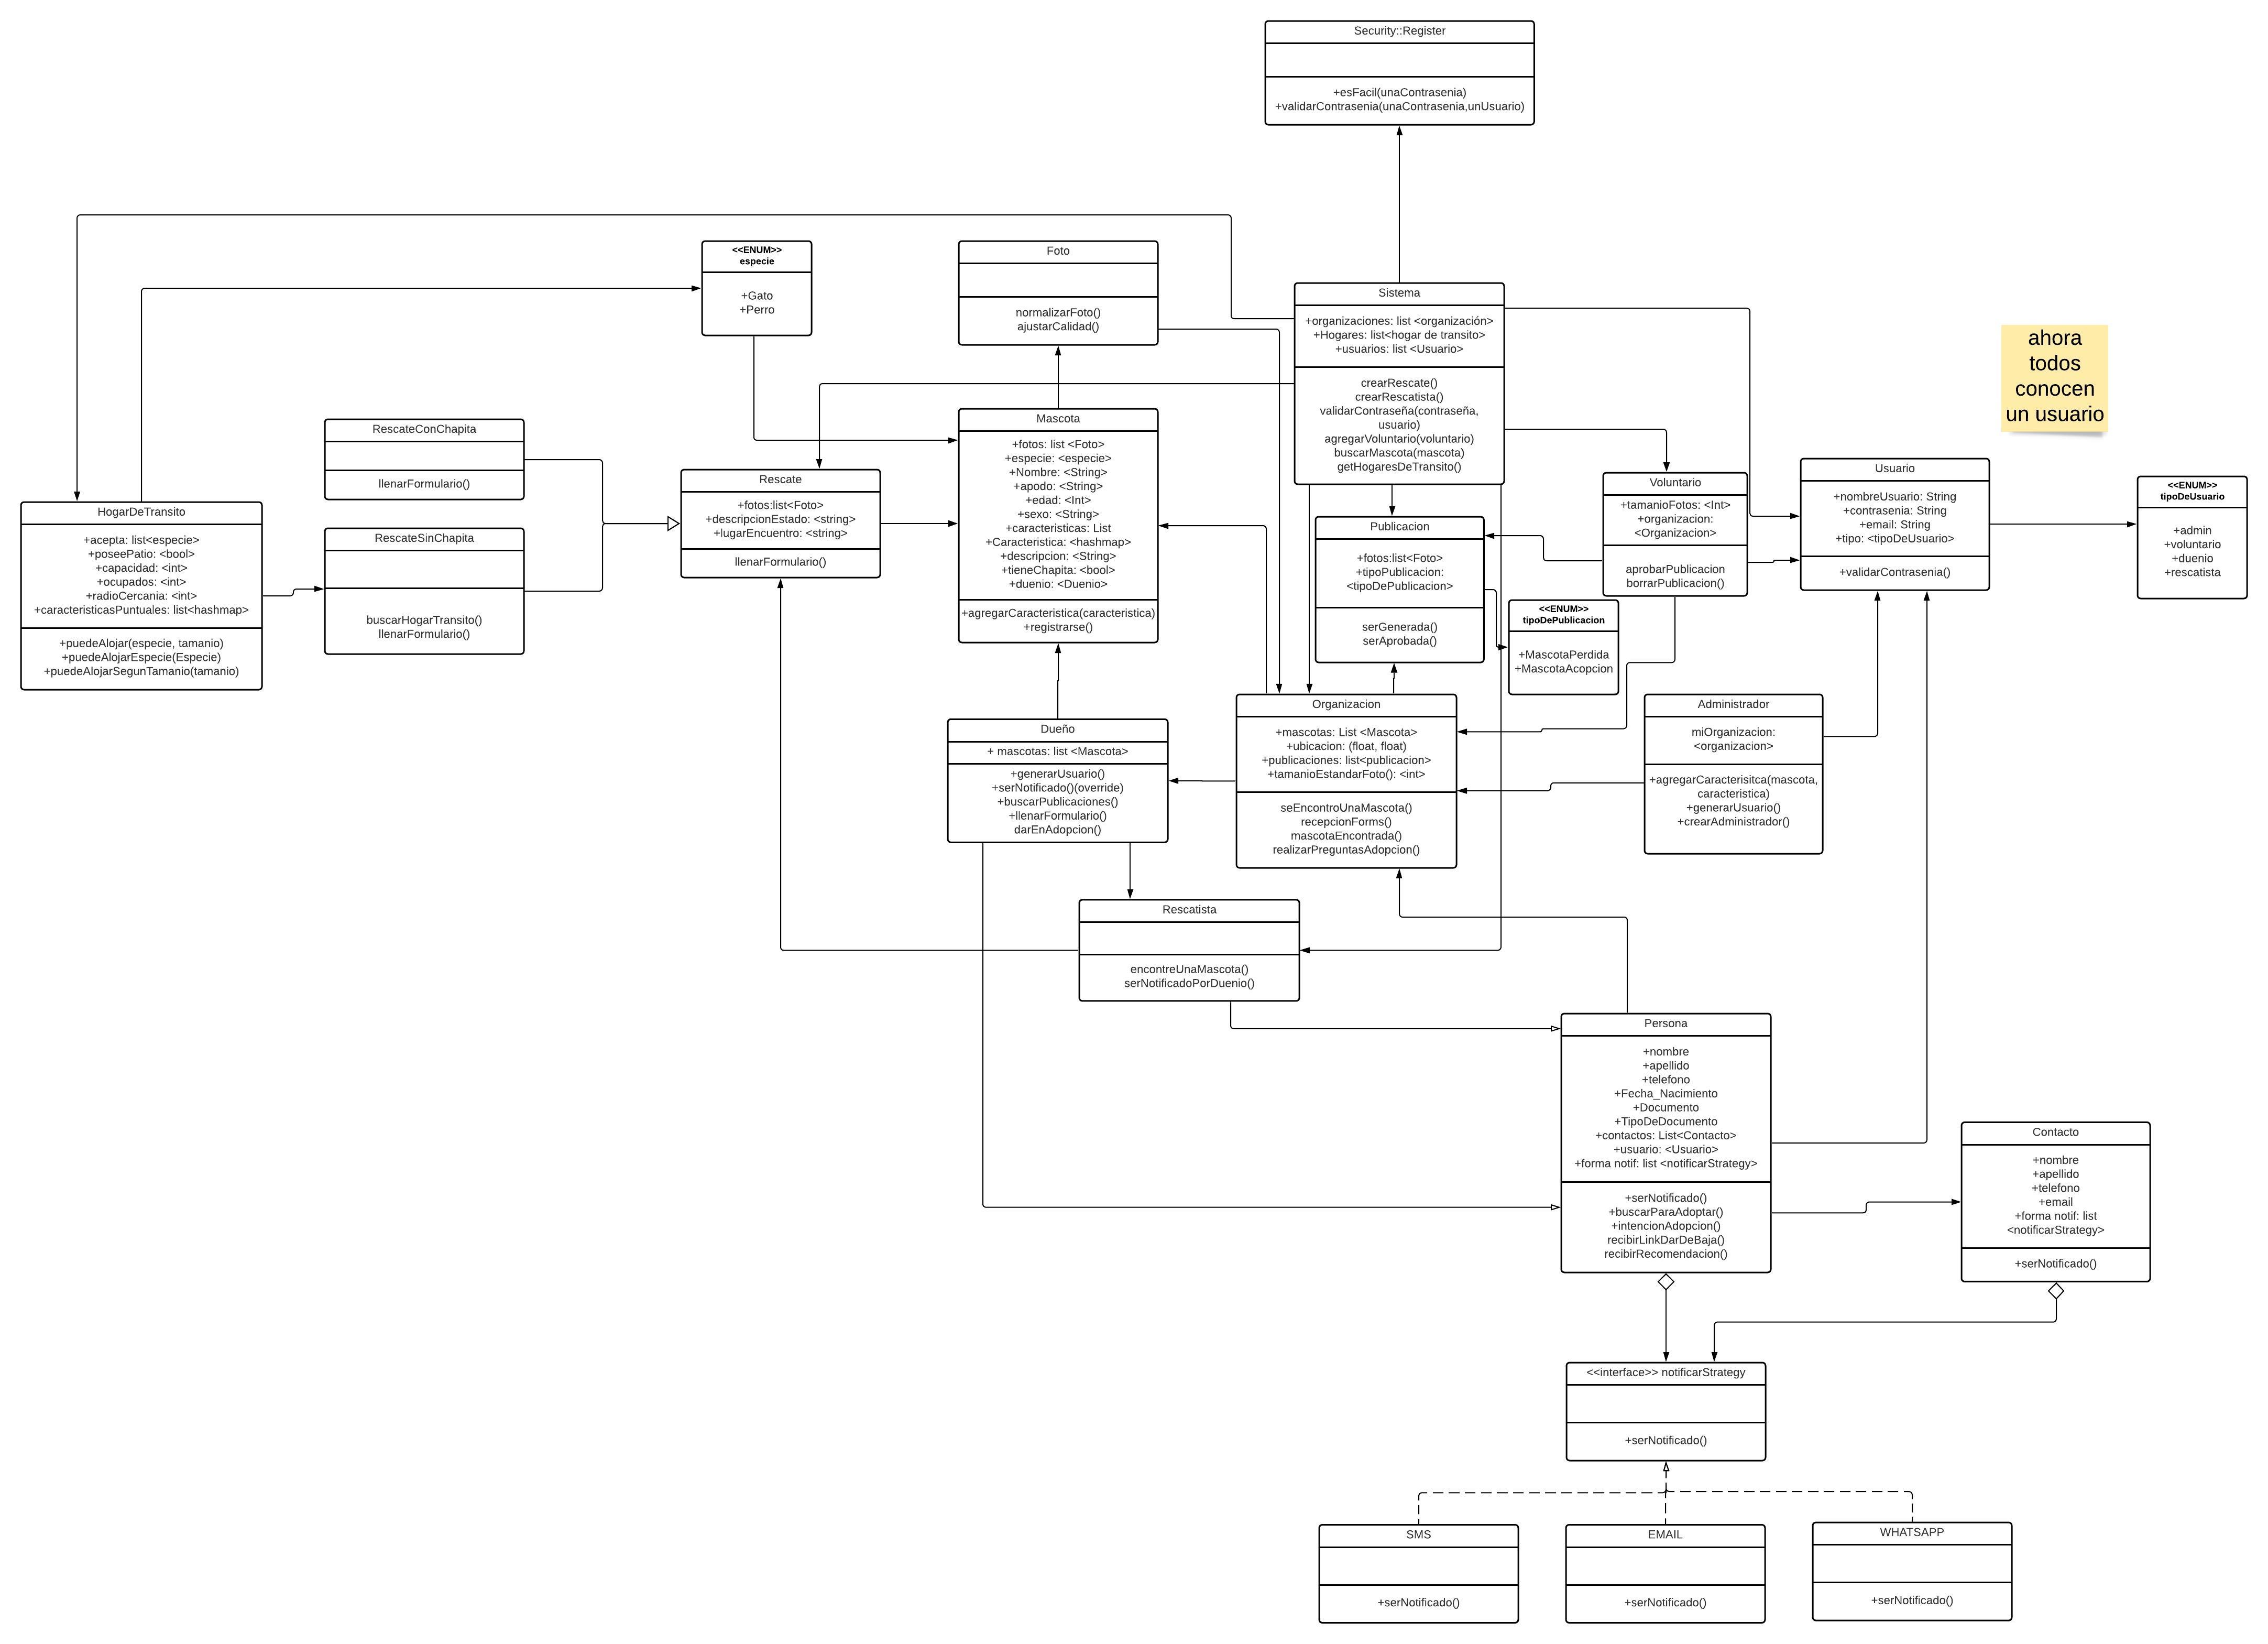 Security::Register
+esFacil(unaContrasenia)
+validarContrasenia(unaContrasenia,unUsuario)
<<ENUM>>
especie
+Gato
+Perro
Foto
normalizarFoto()
ajustarCalidad()
Sistema
+organizaciones: list <organización>
+Hogares: list<hogar de transito>
+usuarios: list <Usuario>
crearRescate()
crearRescatista()
validarContraseña(contraseña,
usuario)
agregarVoluntario(voluntario)
buscarMascota(mascota)
getHogaresDeTransito()
ahora
todos
conocen
un usuario
RescateConChapita
llenarFormulario()
Mascota
+fotos: list <Foto>
+especie: <especie>
+Nombre: <String>
+apodo: <String>
+edad: <Int>
+sexo: <String>
+caracteristicas: List
+Caracteristica: <hashmap>
+descripcion: <String>
+tieneChapita: <bool>
+duenio: <Duenio>
+agregarCaracteristica(caracteristica)
+registrarse()
Rescate
+fotos:list<Foto>
+descripcionEstado: <string>
+lugarEncuentro: <string>
llenarFormulario()
HogarDeTransito
+acepta: list<especie>
+poseePatio: <bool>
+capacidad: <int>
+ocupados: <int>
+radioCercania: <int>
+caracteristicasPuntuales: list<hashmap>
+puedeAlojar(especie, tamanio)
+puedeAlojarEspecie(Especie)
+puedeAlojarSegunTamanio(tamanio)
RescateSinChapita
buscarHogarTransito()
llenarFormulario()
Publicacion
+fotos:list<Foto>
+tipoPublicacion:
<tipoDePublicacion>
serGenerada()
serAprobada()
Voluntario
+tamanioFotos: <Int>
+organizacion:
<Organizacion>
aprobarPublicacion
borrarPublicacion()
Usuario
+nombreUsuario: String
+contrasenia: String
+email: String
+tipo: <tipoDeUsuario>
+validarContrasenia()
<<ENUM>>
tipoDeUsuario
+admin
+voluntario
+duenio
+rescatista
<<ENUM>>
tipoDePublicacion
+MascotaPerdida
+MascotaAcopcion
Dueño
+ mascotas: list <Mascota>
+generarUsuario()
+serNotificado()(override)
+buscarPublicaciones()
+llenarFormulario()
darEnAdopcion()
Organizacion
+mascotas: List <Mascota>
+ubicacion: (float, float)
+publicaciones: list<publicacion>
+tamanioEstandarFoto(): <int>
seEncontroUnaMascota()
recepcionForms()
mascotaEncontrada()
realizarPreguntasAdopcion()
Administrador
miOrganizacion:
<organizacion>
+agregarCaracterisitca(mascota,
caracteristica)
+generarUsuario()
+crearAdministrador()
Rescatista
encontreUnaMascota()
serNotificadoPorDuenio()
Persona
+nombre
+apellido
+telefono
+Fecha_Nacimiento
+Documento
+TipoDeDocumento
+contactos: List<Contacto>
+usuario: <Usuario>
+forma notif: list <notificarStrategy>
+serNotificado()
+buscarParaAdoptar()
+intencionAdopcion()
recibirLinkDarDeBaja()
recibirRecomendacion()
Contacto
+nombre
+apellido
+telefono
+email
+forma notif: list
<notificarStrategy>
+serNotificado()
<<interface>> notificarStrategy
+serNotificado()
SMS
+serNotificado()
EMAIL
+serNotificado()
WHATSAPP
+serNotificado()